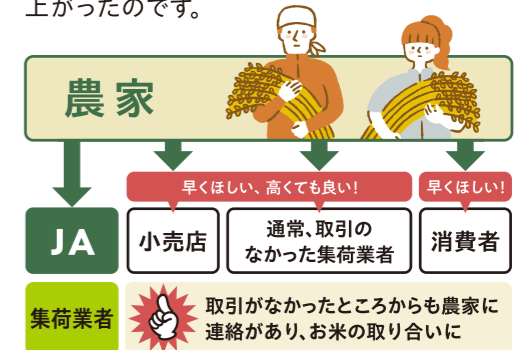 上がったのです。
農家
早くほしい、高くても良い!
早くほしい!
JA
小売店
通常、取引の
なかった集荷業者
消費者
集荷業者
取引がなかったところからも農家に
連絡があり、お米の取り合いに